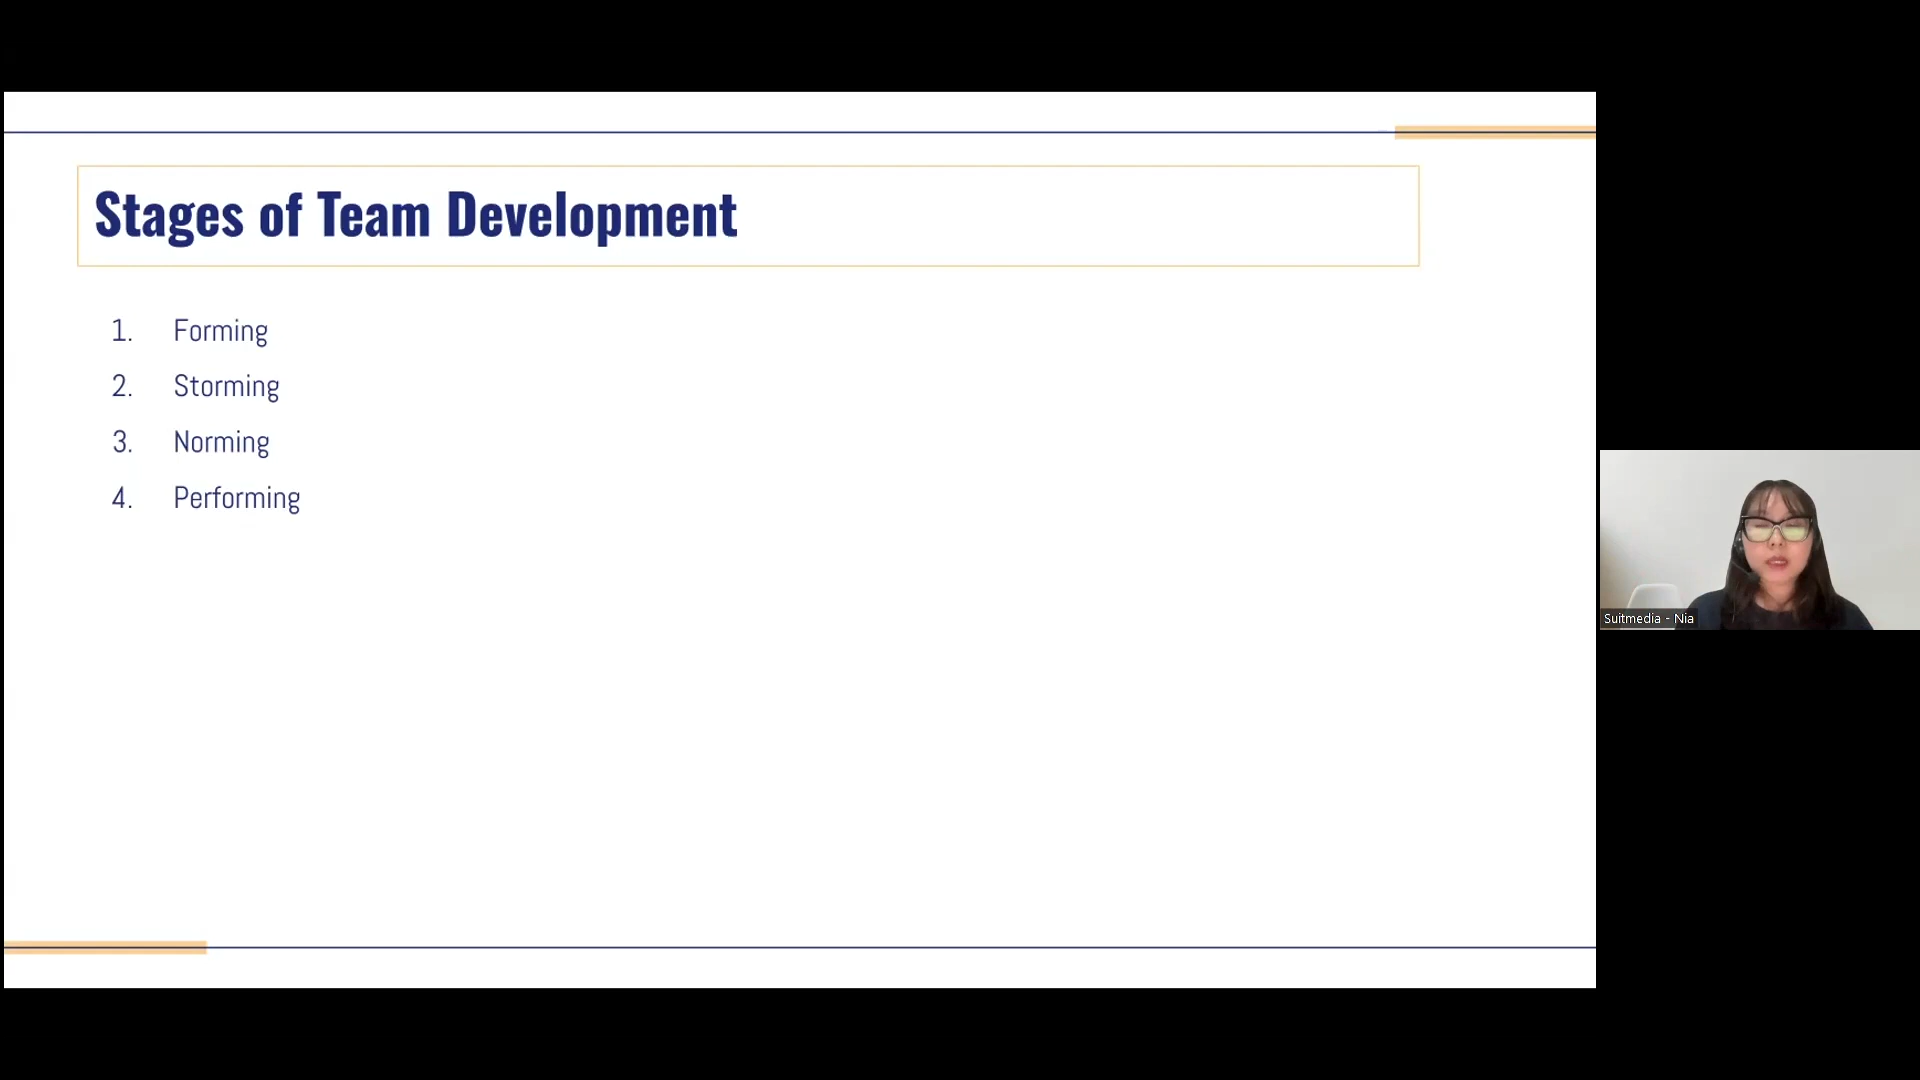 Stages of Team Development
1. Forming
2. Storming
3. Norming
4. Performing
Suitmedia - Nia